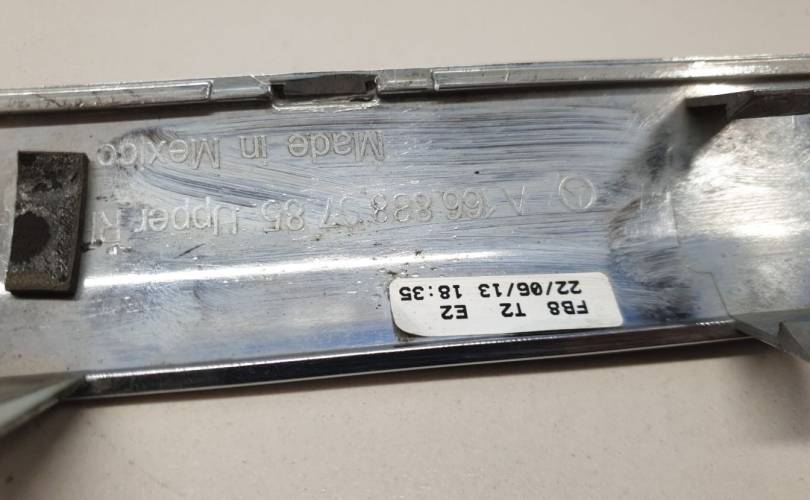 A 166 888 37 85 Upper R
Made in Mexico
FB8 T2 E2
22/06/13 18:35